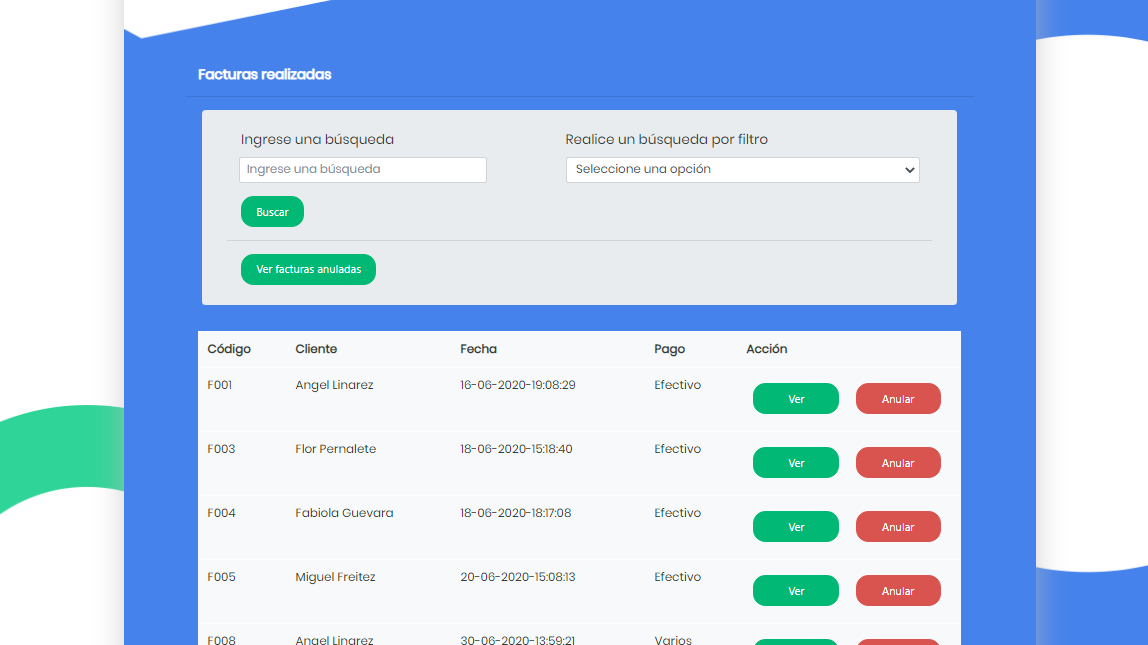 Facturas realizadas
Ingrese una búsqueda Realice un búsqueda por filtro
Ingrese una búsqueda Seleccione una opción
Buscar
Ver facturas anuladas
Código Cliente Fecha Pago Acción
F001 Angel Linarez 16-06-2020-19:08:29 Efectivo Ver Anular
F003 Flor Pernalete 18-06-2020-15:18:40 Efectivo Ver Anular
F004 Fabiola Guevara 18-06-2020-18:17:08 Efectivo Ver Anular
F005 Miguel Freitez 20-06-2020-15:08:13 Efectivo Ver Anular
F008 Angel Linarez 30-06-2020-13:59:21 Varios